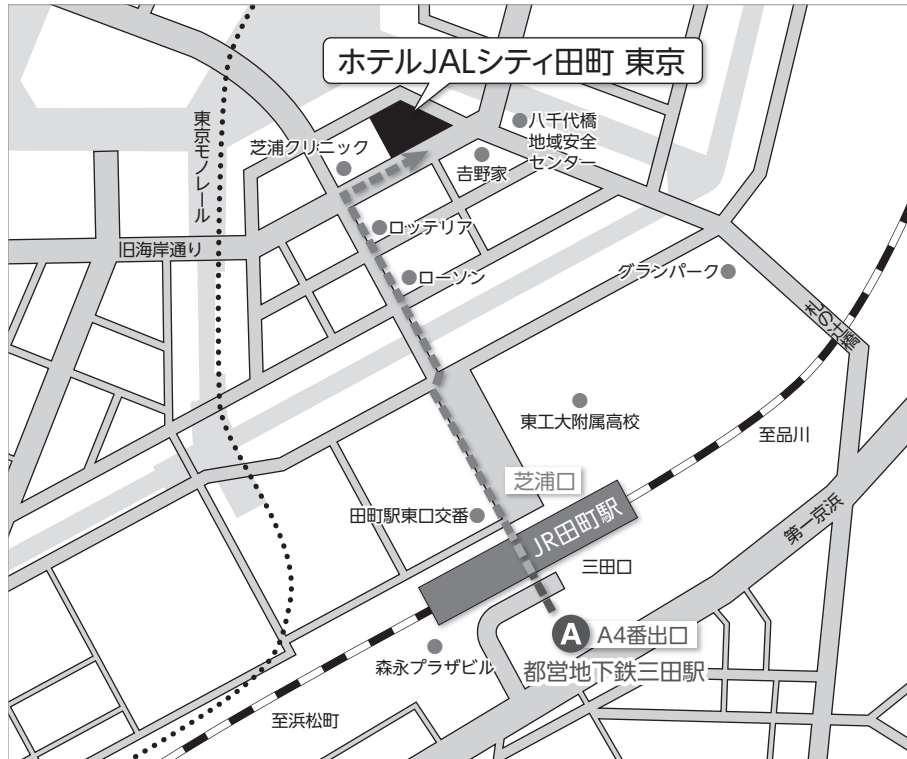 ホテルJALシティ田町 東京
東京モノレール
芝浦クリニック
八千代橋
地域安全
センター
吉野家
ロッテリア
旧海岸通り
ローソン
グランパーク
札の辻橋
東工大附属高校
至品川
芝浦口
田町駅東口交番
JR田町駅
第一京浜
三田口
A
A4番出口
森永プラザビル
都営地下鉄三田駅
至浜松町